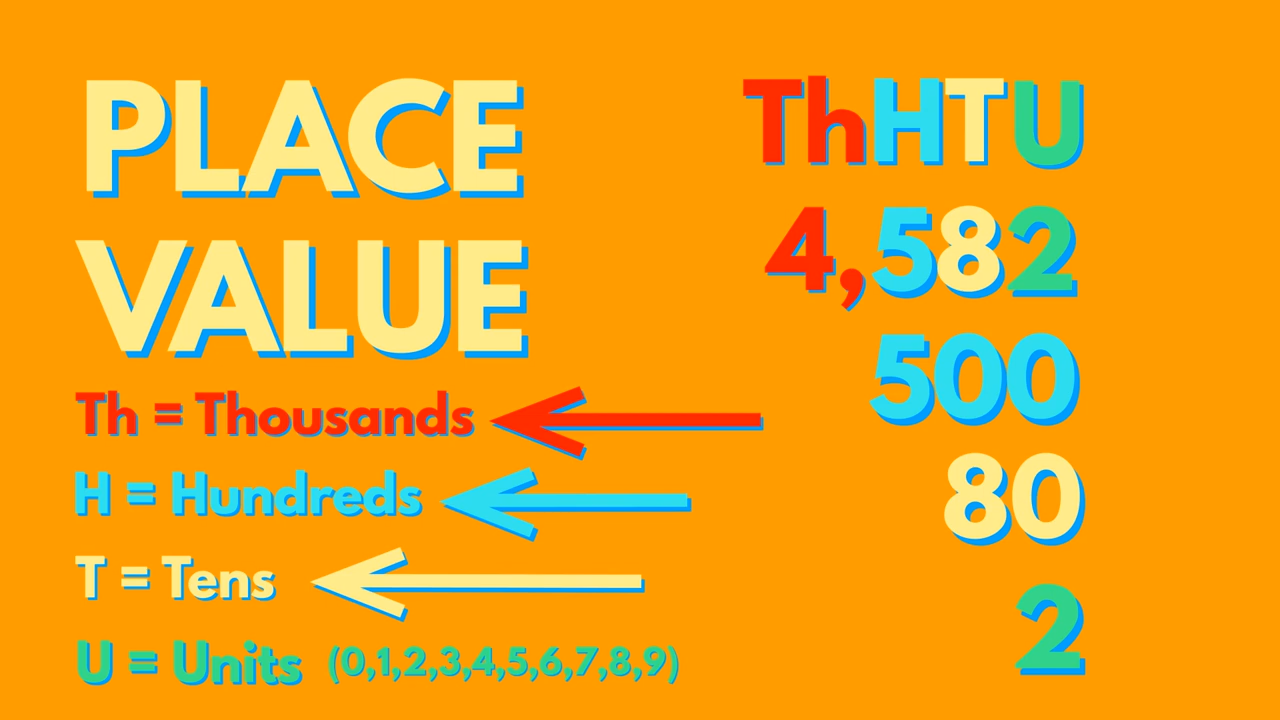 PLACE
VALUE
Th = Thousands
H = Hundreds
T = Tens
U = Units (0,1,2,3,4,5,6,7,8,9)
ThHTU
4,582
500
80
2